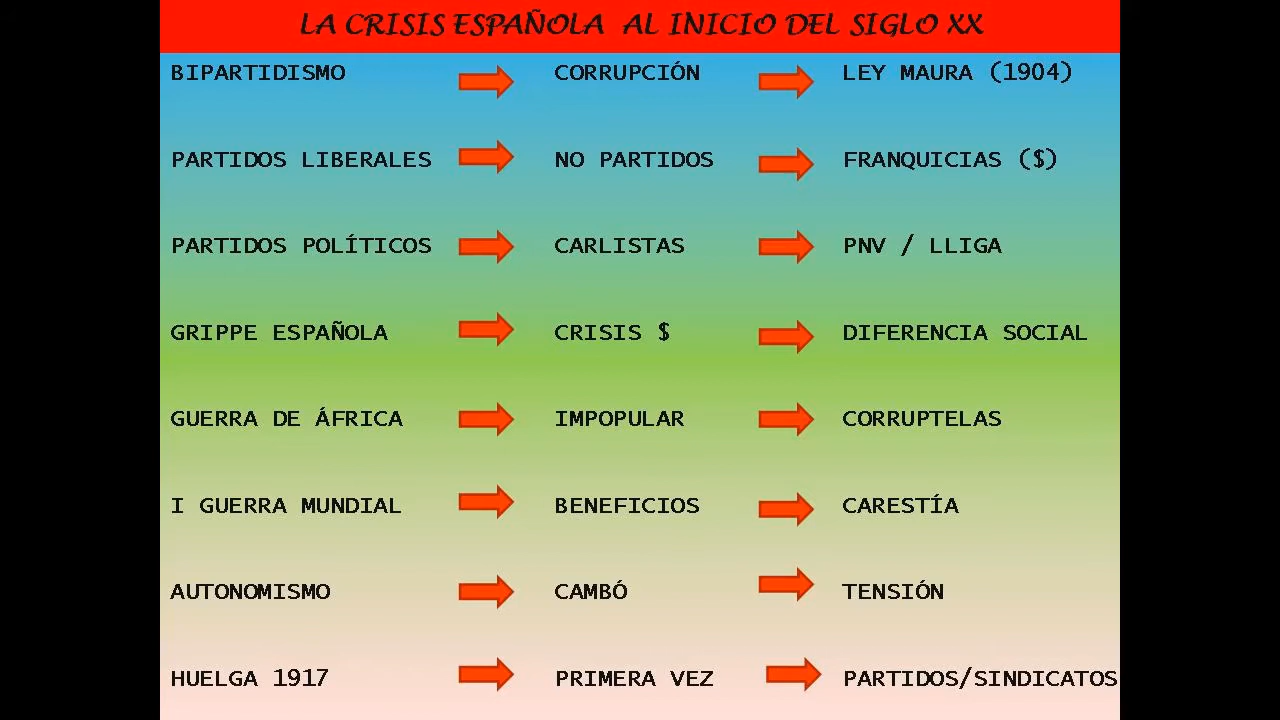 LA CRISIS ESPAÑOLA AL INICIO DEL SIGLO XX
BIPARTIDISMO CORRUPCIÓN LEY MAURA (1904)
PARTIDOS LIBERALES NO PARTIDOS FRANQUICIAS ($)
PARTIDOS POLÍTICOS CARLISTAS PNV / LLIGA
GRIPPE ESPAÑOLA CRISIS $ DIFERENCIA SOCIAL
GUERRA DE ÁFRICA IMPOPULAR CORRUPTELAS
I GUERRA MUNDIAL BENEFICIOS CARESTÍA
AUTONOMISMO CAMBÓ TENSIÓN
HUELGA 1917 PRIMERA VEZ PARTIDOS/SINDICATOS